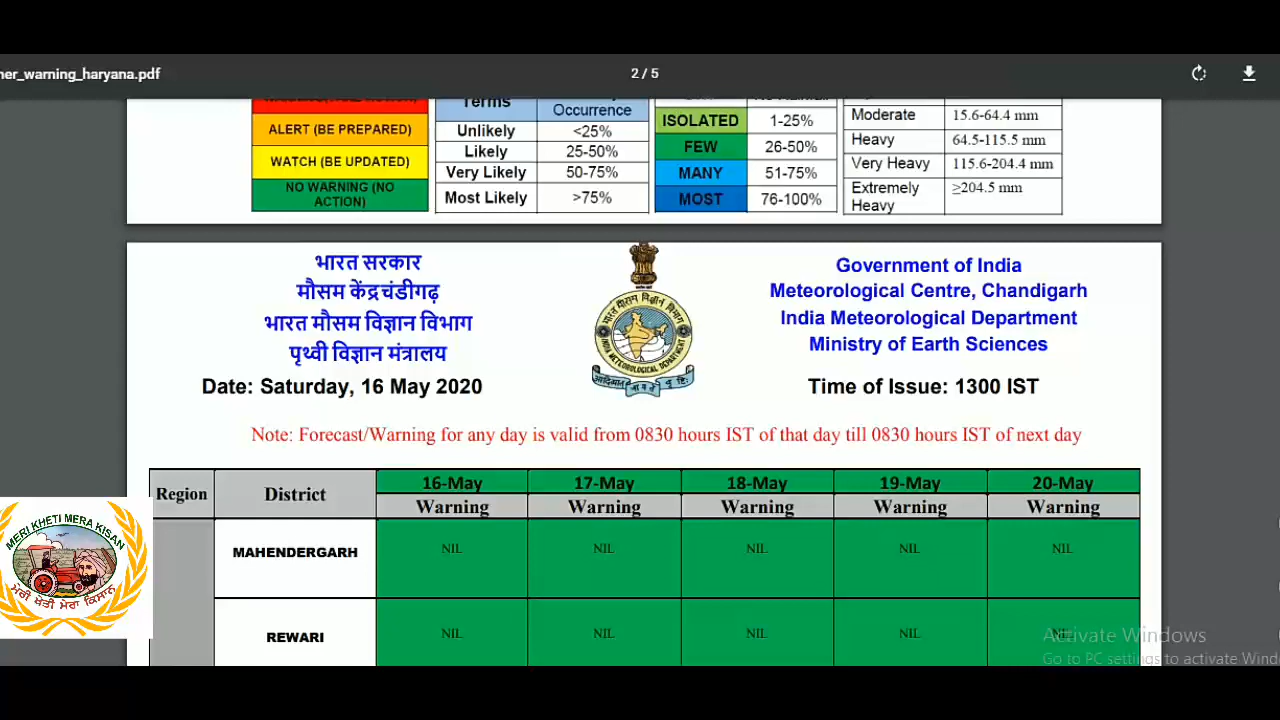 her_warning_haryana.pdf
2 / 5
Terms
Occurrence
ALERT (BE PREPARED)
Unlikely <25%
ISOLATED 1-25%
Moderate 15.6-64.4 mm
WATCH (BE UPDATED)
Likely 25-50%
FEW 26-50%
Heavy 64.5-115.5 mm
Very Likely 50-75%
MANY 51-75%
Very Heavy 115.6-204.4 mm
NO WARNING (NO
ACTION)
Most Likely >75%
MOST 76-100%
Extremely
Heavy
≥204.5 mm
भारत सरकार
मौसम केंद्र चंडीगढ़
भारत मौसम विज्ञान विभाग
पृथ्वी विज्ञान मंत्रालय
Government of India
Meteorological Centre, Chandigarh
India Meteorological Department
Ministry of Earth Sciences
भारत मौसम विज्ञान विभाग
INDIA METEOROLOGICAL DEPARTMENT
Date: Saturday, 16 May 2020
Time of Issue: 1300 IST
Note: Forecast/Warning for any day is valid from 0830 hours IST of that day till 0830 hours IST of next day
Region District 16-May 17-May 18-May 19-May 20-May
Warning Warning Warning Warning Warning
MAHENDERGARH NIL NIL NIL NIL NIL
REWARI NIL NIL NIL NIL NIL
MERI KHETI MERA KISAN
ਮੇਰੀ ਖੇਤੀ ਮੇਰਾ ਕਿਸਾਨ
Activate Windows
Go to PC settings to activate Wind